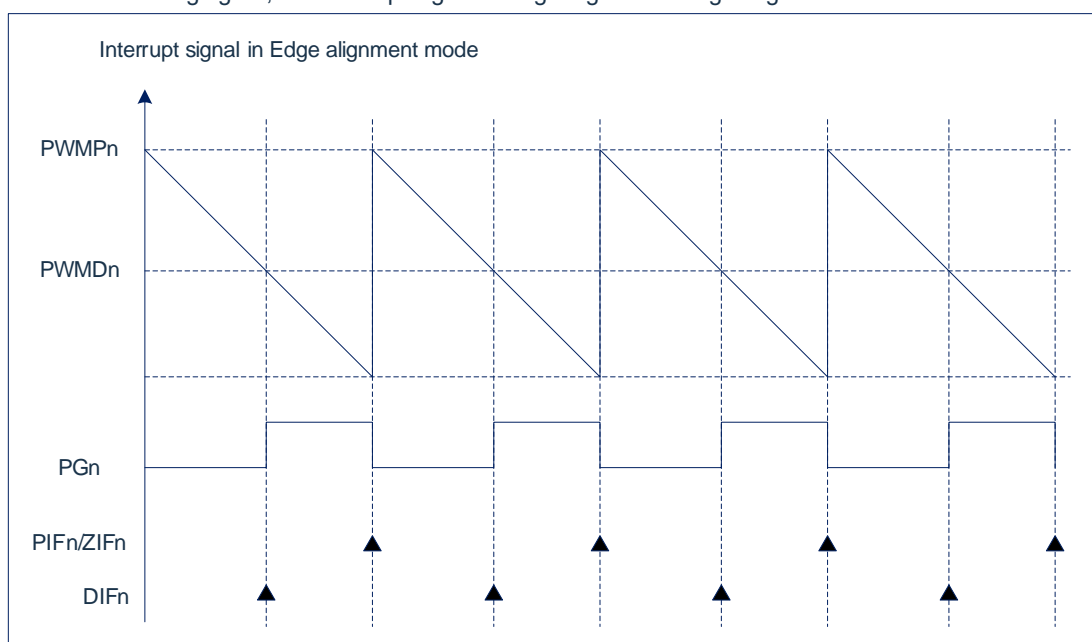 Interrupt signal in Edge alignment mode
PWMPn
PWMDn
PGn
PIFn/ZIFn
DIFn